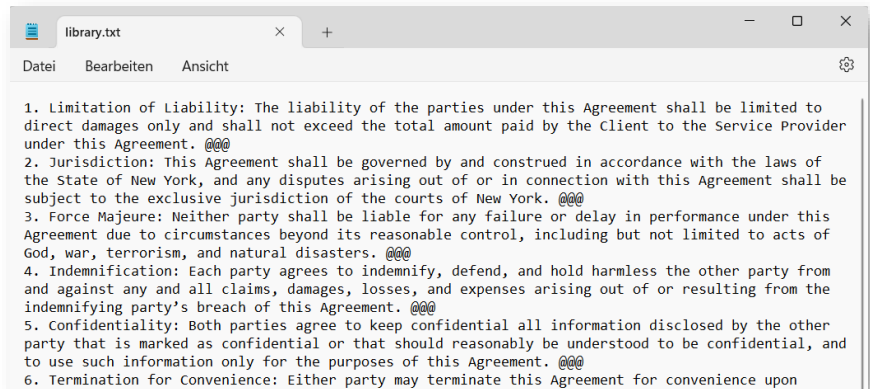 library.txt
Datei Bearbeiten Ansicht
1. Limitation of Liability: The liability of the parties under this Agreement shall be limited to
direct damages only and shall not exceed the total amount paid by the Client to the Service Provider
under this Agreement. @@@
2. Jurisdiction: This Agreement shall be governed by and construed in accordance with the laws of
the State of New York, and any disputes arising out of or in connection with this Agreement shall be
subject to the exclusive jurisdiction of the courts of New York. @@@
3. Force Majeure: Neither party shall be liable for any failure or delay in performance under this
Agreement due to circumstances beyond its reasonable control, including but not limited to acts of
God, war, terrorism, and natural disasters. @@@
4. Indemnification: Each party agrees to indemnify, defend, and hold harmless the other party from
and against any and all claims, damages, losses, and expenses arising out of or resulting from the
indemnifying party’s breach of this Agreement. @@@
5. Confidentiality: Both parties agree to keep confidential all information disclosed by the other
party that is marked as confidential or that should reasonably be understood to be confidential, and
to use such information only for the purposes of this Agreement. @@@
6. Termination for Convenience: Either party may terminate this Agreement for convenience upon